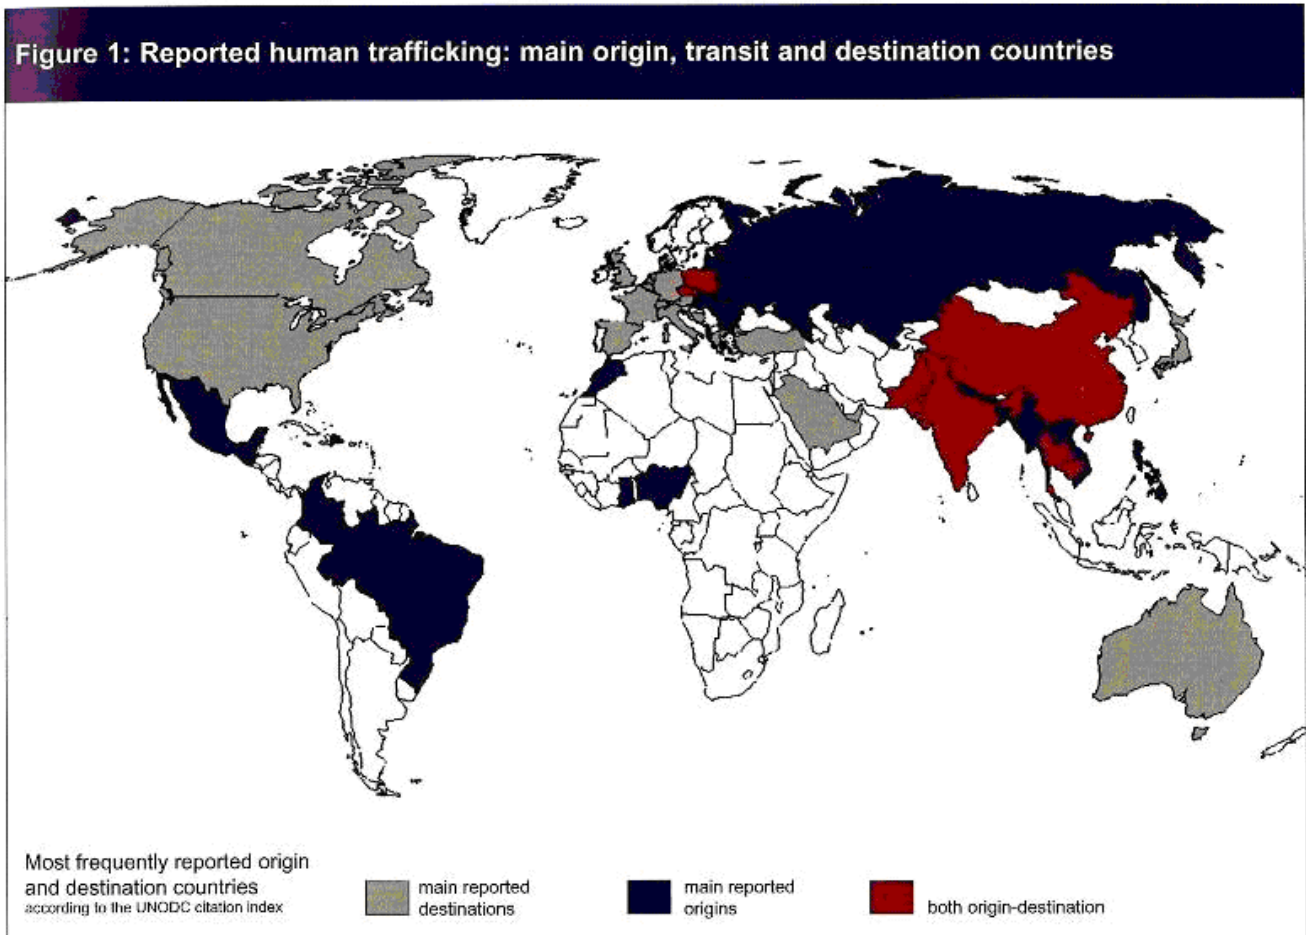 Figure 1: Reported human trafficking: main origin, transit and destination countries
Most frequently reported origin
and destination countries
according to the UNODC citation index
main reported
destinations
main reported
origins
both origin-destination